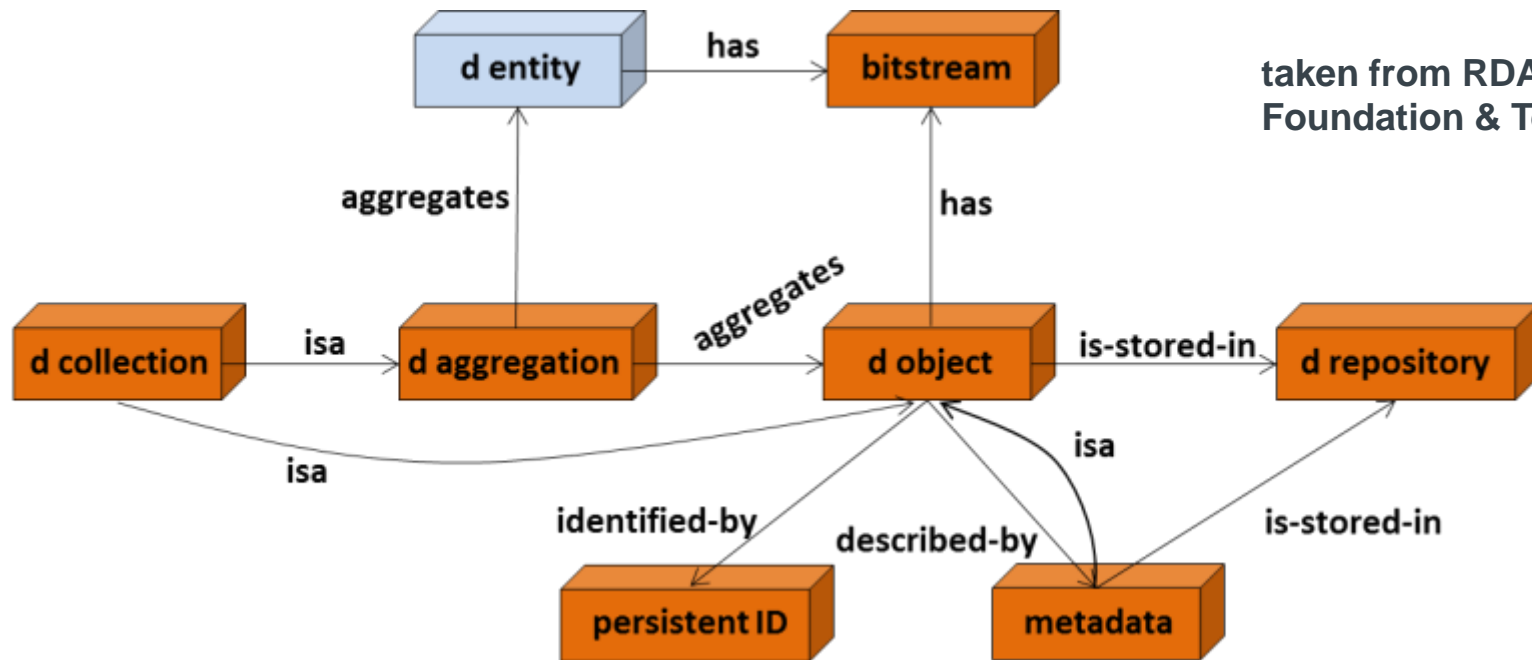 has
d entity
bitstream
taken from RDA
Foundation &
aggregates
has
aggregates
isa
is-stored-in
d collection
d aggregation
d object
d repository
isa
isa
identified-by
described-by
is-stored-in
persistent ID
metadata